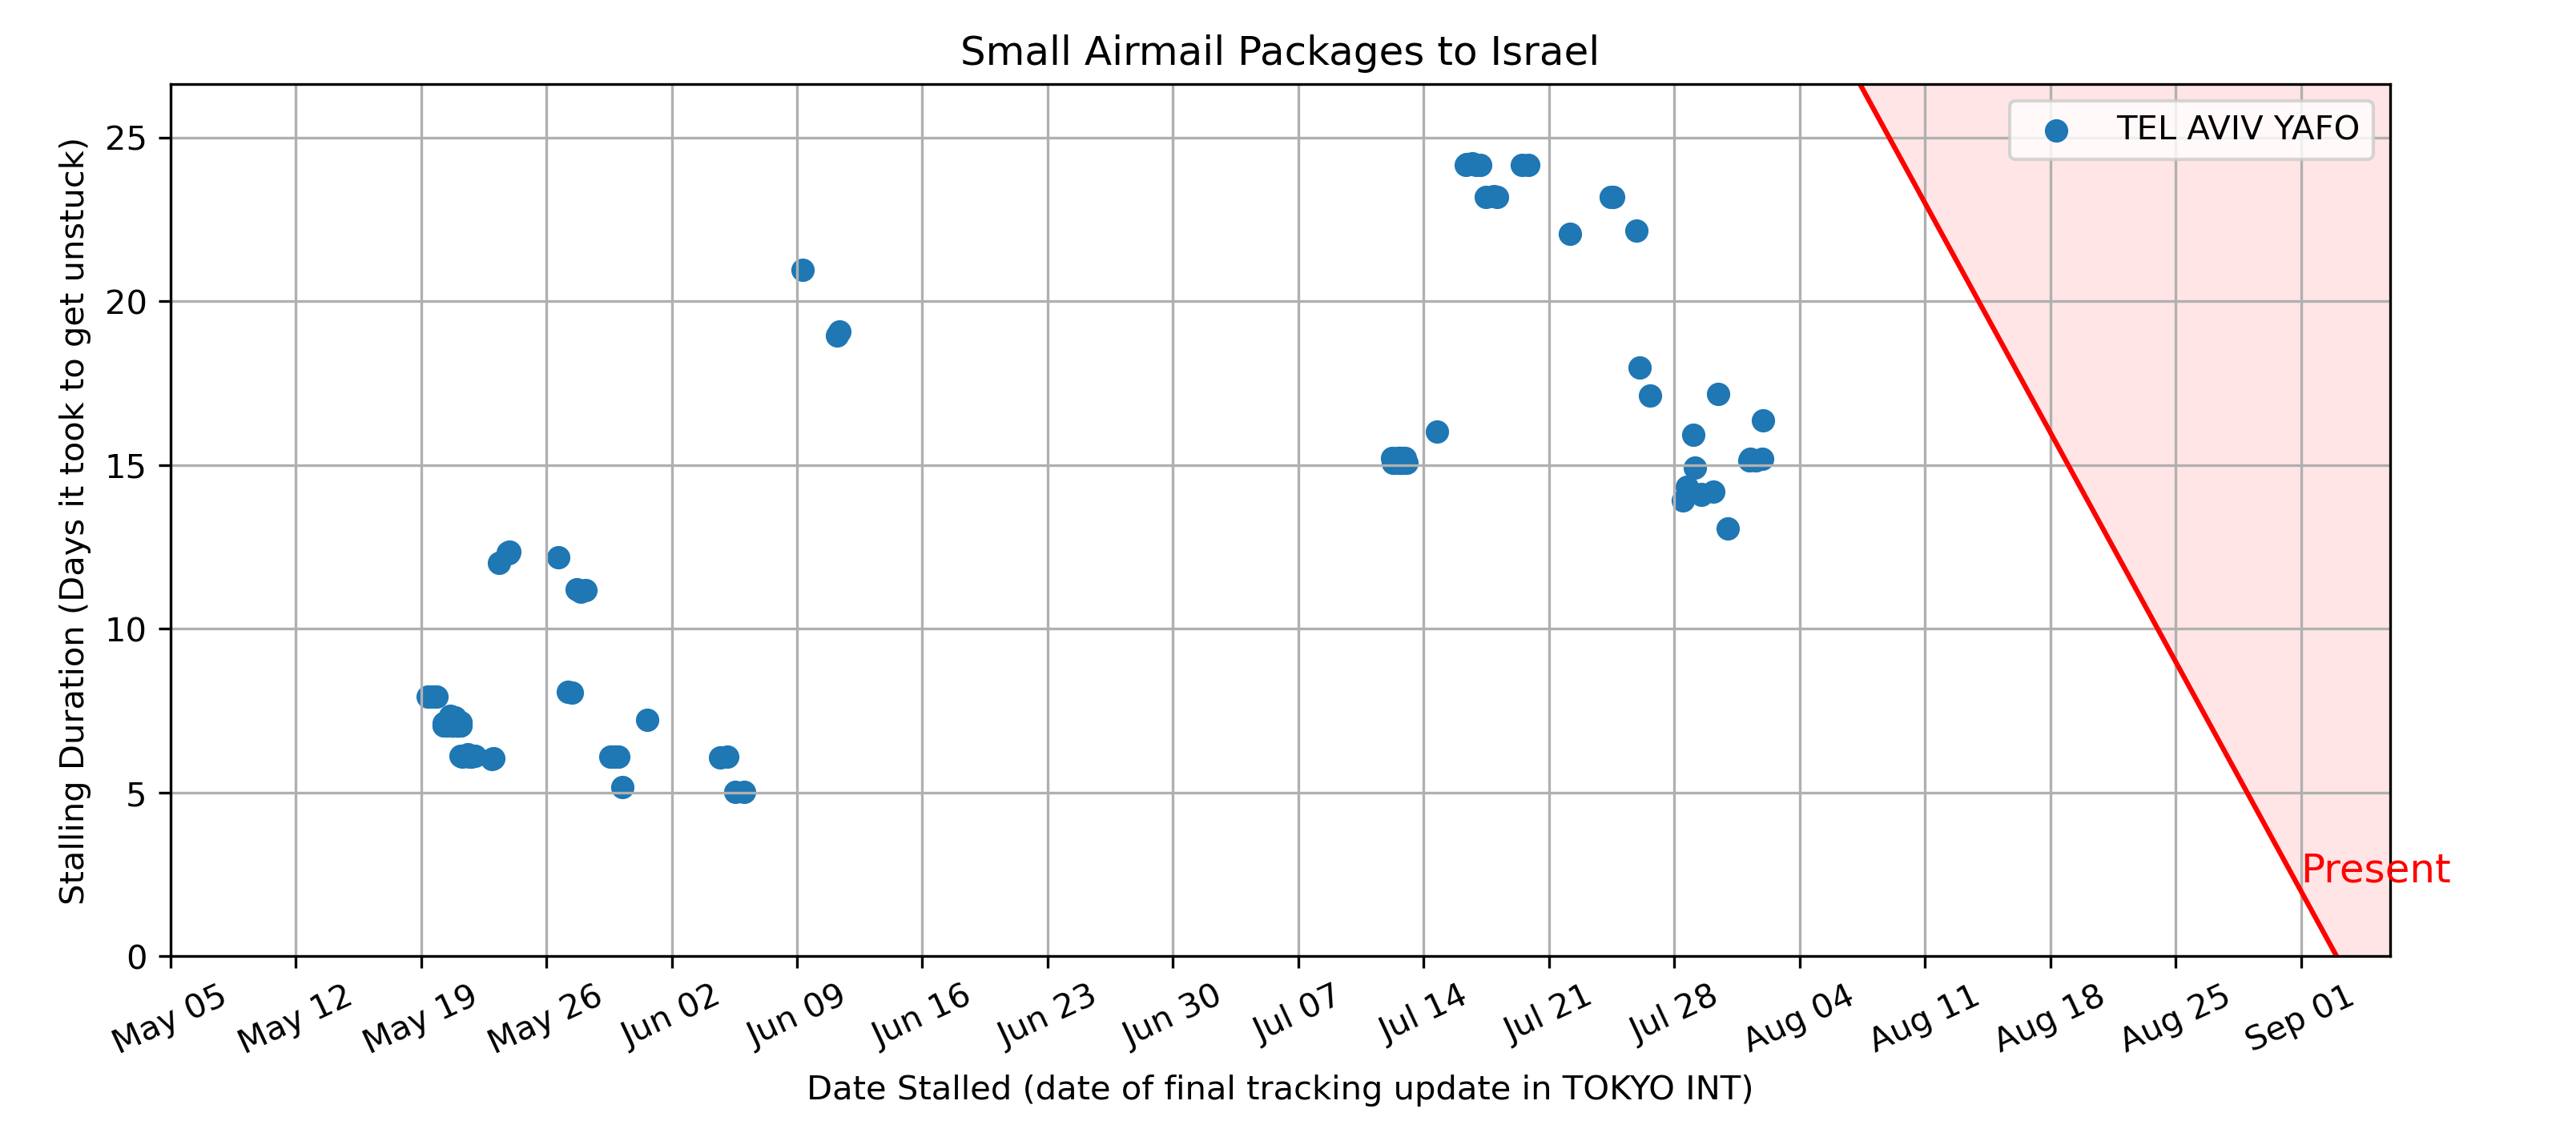 Small Airmail Packages to Israel
TEL AVIV YAFO
Stalling Duration (Days it took to get unstuck)
25
20
15
10
5
0
Present
May 05
May 12
May 19
May 26
Jun 02
Jun 09
Jun 16
Jun 23
Jun 30
Jul 07
Jul 14
Jul 21
Jul 28
Aug 04
Aug 11
Aug 18
Aug 25
Sep 01
Date Stalled (date of final tracking update in TOKYO INT)